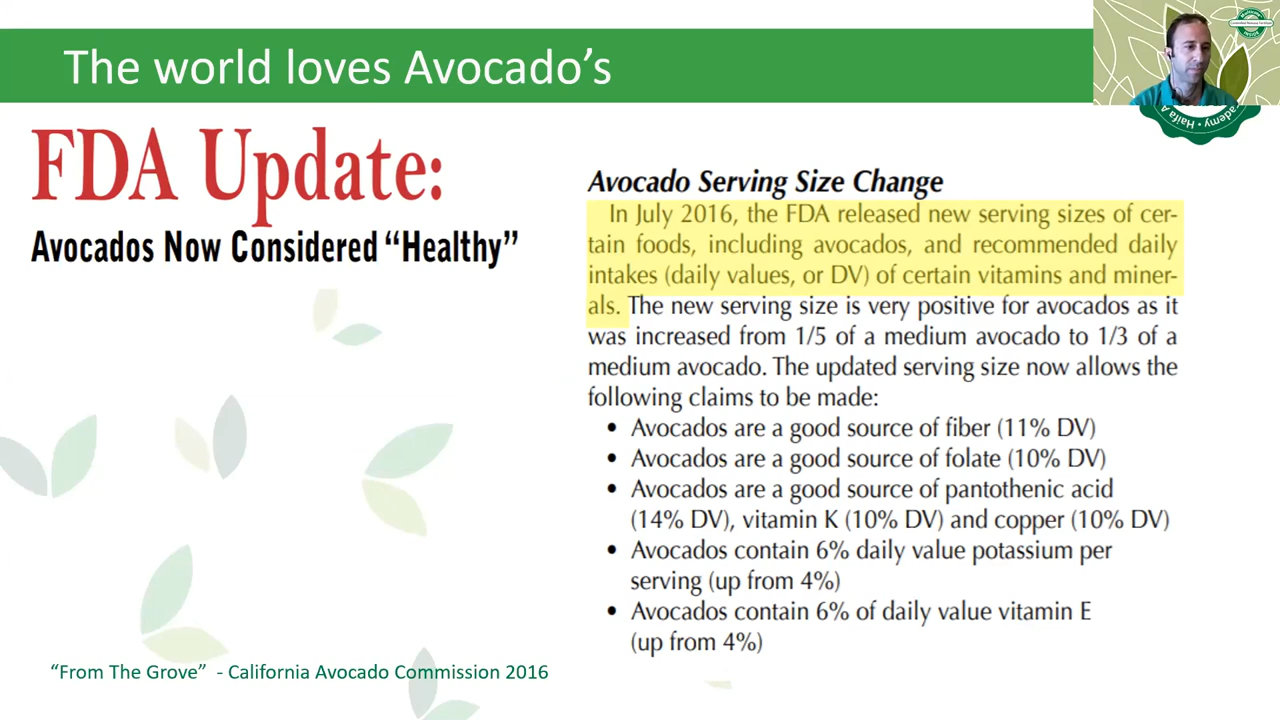 The world loves Avocado's
FDA Update:
Avocados Now Considered “Healthy”
Avocado Serving Size Change
In July 2016, the FDA released new serving sizes of cer-
tain foods, including avocados, and recommended daily
intakes (daily values, or DV) of certain vitamins and miner-
als. The new serving size is very positive for avocados as it
was increased from 1/5 of a medium avocado to 1/3 of a
medium avocado. The updated serving size now allows the
following claims to be made:
• Avocados are a good source of fiber (11% DV)
• Avocados are a good source of folate (10% DV)
• Avocados are a good source of pantothenic acid
(14% DV), vitamin K (10% DV) and copper (10% DV)
• Avocados contain 6% daily value potassium per
serving (up from 4%)
• Avocados contain 6% of daily value vitamin E
(up from 4%)
“From The Grove” - California Avocado Commission 2016
ademy • Haifa A